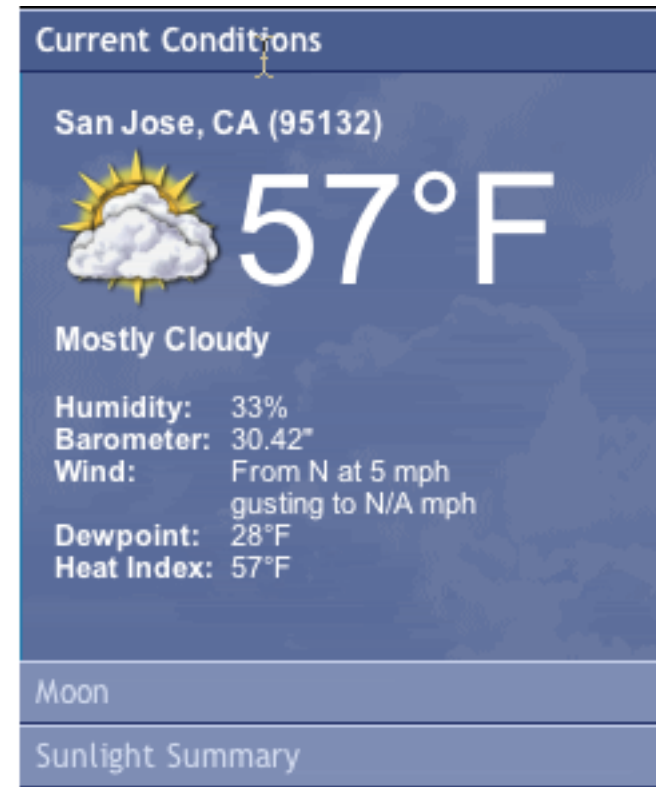 Current Conditions
San Jose, CA (95132)
57°F
Mostly Cloudy
Humidity: 33%
Barometer: 30.42"
Wind: From N at 5 mph
gusting to N/A mph
Dewpoint: 28°F
Heat Index: 57°F
Moon
Sunlight Summary